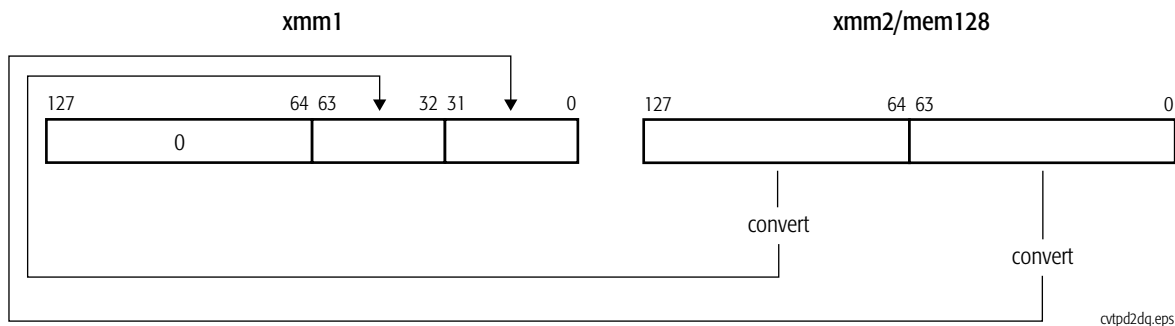 xmm1 xmm2/mem128
127 64 63 32 31 0 127 64 63 0
0
convert
convert
cvtpd2dq.eps